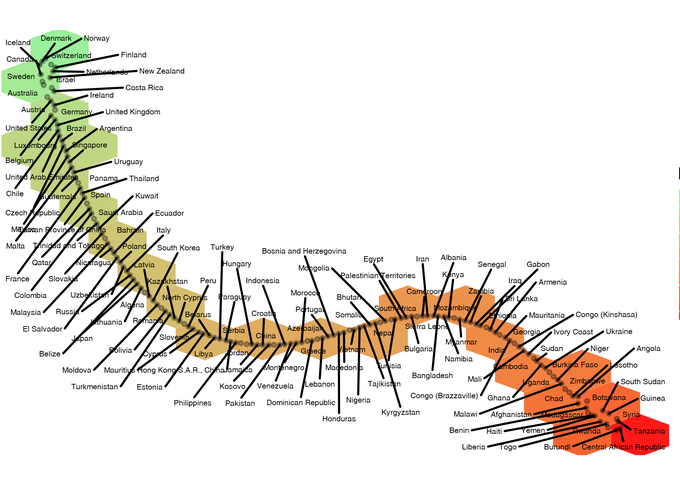 Iceland
Denmark
Norway
Canada
Switzerland
Finland
Sweden
Israel
Netherlands
New Zealand
Australia
Costa Rica
Ireland
Austria
Germany
United Kingdom
United States
Brazil
Argentina
Luxembourg
Singapore
Belgium
Uruguay
United Arab Emirates
Panama
Thailand
Chile
Guatemala
Spain
Kuwait
Czech Republic
Saudi Arabia
Ecuador
Bahrain
Italy
Malta
Trinidad and Tobago
Poland
South Korea
Turkey
Qatar
Nicaragua
Latvia
Hungary
Bosnia and Herzegovina
France
Slovakia
Kazakhstan
Peru
Indonesia
Mongolia
Egypt
Iran
Albania
Colombia
Uzbekistan
North Cyprus
Paraguay
Morocco
Palestinian Territories
Kenya
Senegal
Gabon
Malaysia
Russia
Algeria
Belarus
Croatia
Portugal
Bhutan
South Africa
Cameroon
Zambia
Iraq
Armenia
El Salvador
Lithuania
Romania
Serbia
China
Azerbaijan
Somalia
Nepal
Sierra Leone
Mozambique
Sri Lanka
Ethiopia
Mauritania
Congo (Kinshasa)
Japan
Slovenia
Georgia
Ivory Coast
Ukraine
Belize
Bolivia
Cyprus
Libya
Jordan
Greece
Vietnam
Bulgaria
Myanmar
India
Sudan
Niger
Angola
Moldova
Mauritius
Hong Kong S.A.R., China
Jamaica
Montenegro
Macedonia
Tunisia
Bangladesh
Namibia
Cambodia
Burkina Faso
Lesotho
Turkmenistan
Estonia
Kosovo
Venezuela
Lebanon
Tajikistan
Mali
Uganda
Zimbabwe
South Sudan
Philippines
Pakistan
Dominican Republic
Nigeria
Congo (Brazzaville)
Ghana
Chad
Botswana
Guinea
Honduras
Kyrgyzstan
Malawi
Afghanistan
Madagascar
Syria
Benin
Haiti
Yemen
Rwanda
Tanzania
Liberia
Togo
Burundi
Central African Republic